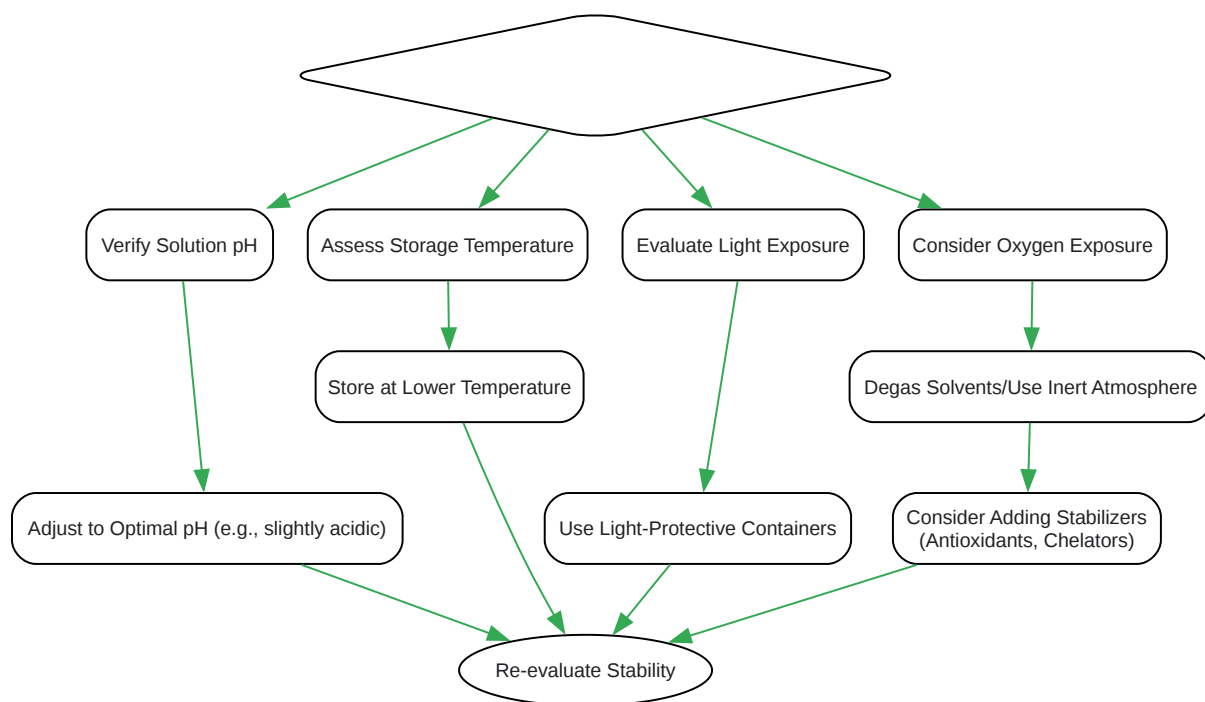 Verify Solution pH
Assess Storage Temperature
Evaluate Light Exposure
Consider Oxygen Exposure
Store at Lower Temperature
Degas Solvents/Use Inert Atmosphere
Adjust to Optimal pH (e.g., slightly acidic)
Use Light-Protective Containers
Consider Adding Stabilizers
(Antioxidants, Chelators)
Re-evaluate Stability